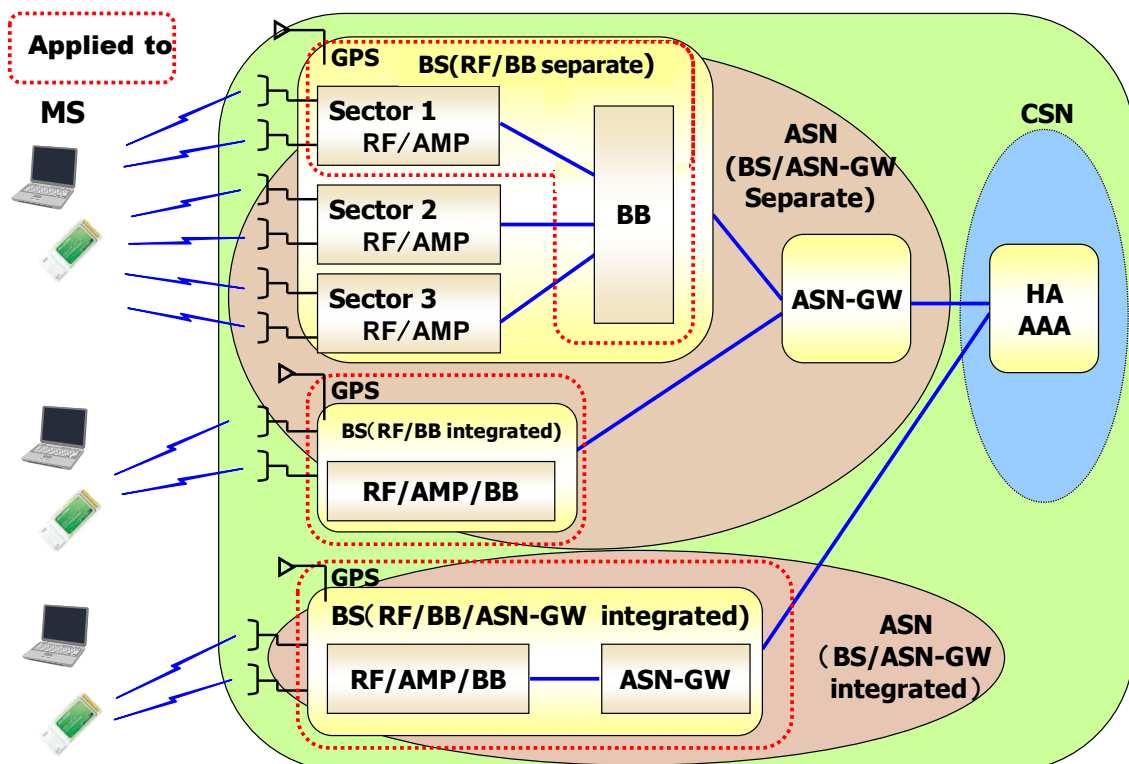 Applied to
MS
GPS
BS(RF/BB separate)
Sector 1
RF/AMP
Sector 2
RF/AMP
Sector 3
RF/AMP
BB
ASN
(BS/ASN-GW
Separate)
ASN-GW
CSN
HA
AAA
GPS
BS(RF/BB integrated)
RF/AMP/BB
GPS
BS(RF/BB/ASN-GW integrated)
RF/AMP/BB
ASN-GW
ASN
(BS/ASN-GW
integrated)